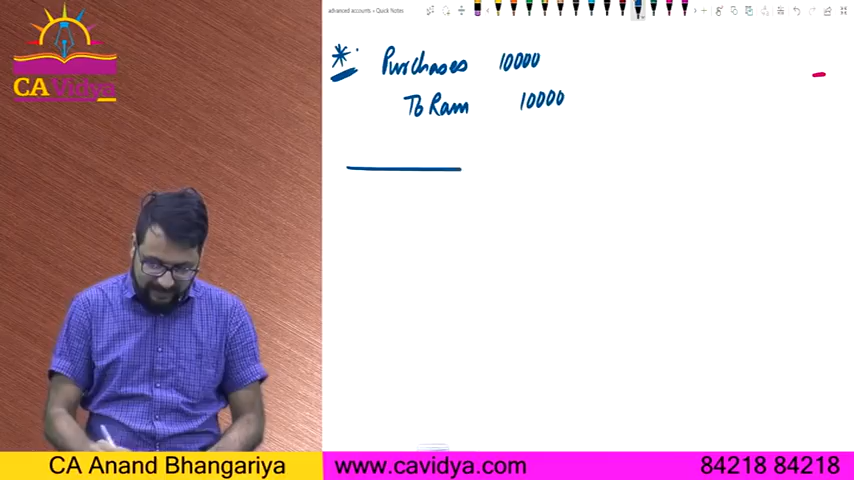 CA Vidya
advanced accounts • Quick Notes
Purchases 10000
To Ram 10000
CA Anand Bhangariya
www.cavidya.com
84218 84218